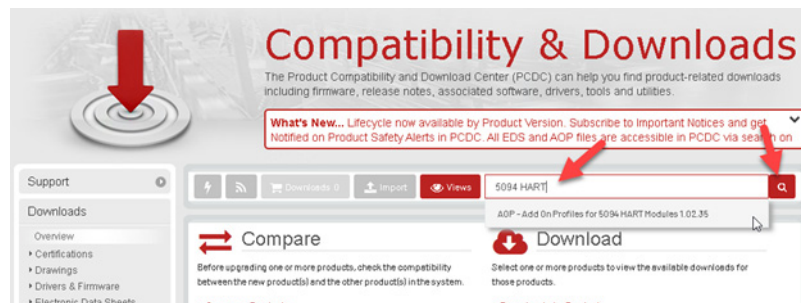 Compatibility & Downloads
The Product Compatibility and Download Center (PCDC) can help you find product-related downloads
including firmware, release notes, associated software, drivers, tools and utilities.
What's New... Lifecycle now available by Product Version. Subscribe to Important Notices and get
Notified on Product Safety Alerts in PCDC. All EDS and AOP files are accessible in PCDC via search on
Support
Downloads 0
Import
Views
5094 HART
AOP - Add On Profiles for 5094 HART Modules 1.02.35
Downloads
Overview
Certifications
Drawings
Drivers & Firmware
Electronic Data Sheets
Compare
Before upgrading one or more products, check the compatibility
between the new product(s) and the other product(s) in the system.
Download
Select one or more products to view the available downloads for
those products.